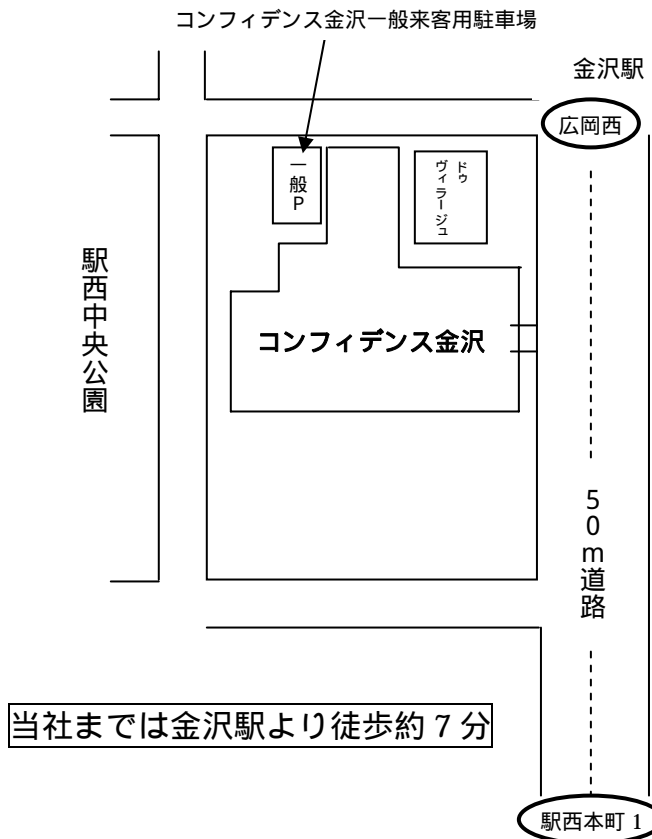 コンフィデンス金沢一般来客用駐車場
金沢駅
広岡西
一般P
ドゥ
ヴィラージュ
駅西中央公園
コンフィデンス金沢
50m道路
当社までは金沢駅より徒歩約7分
駅西本町1